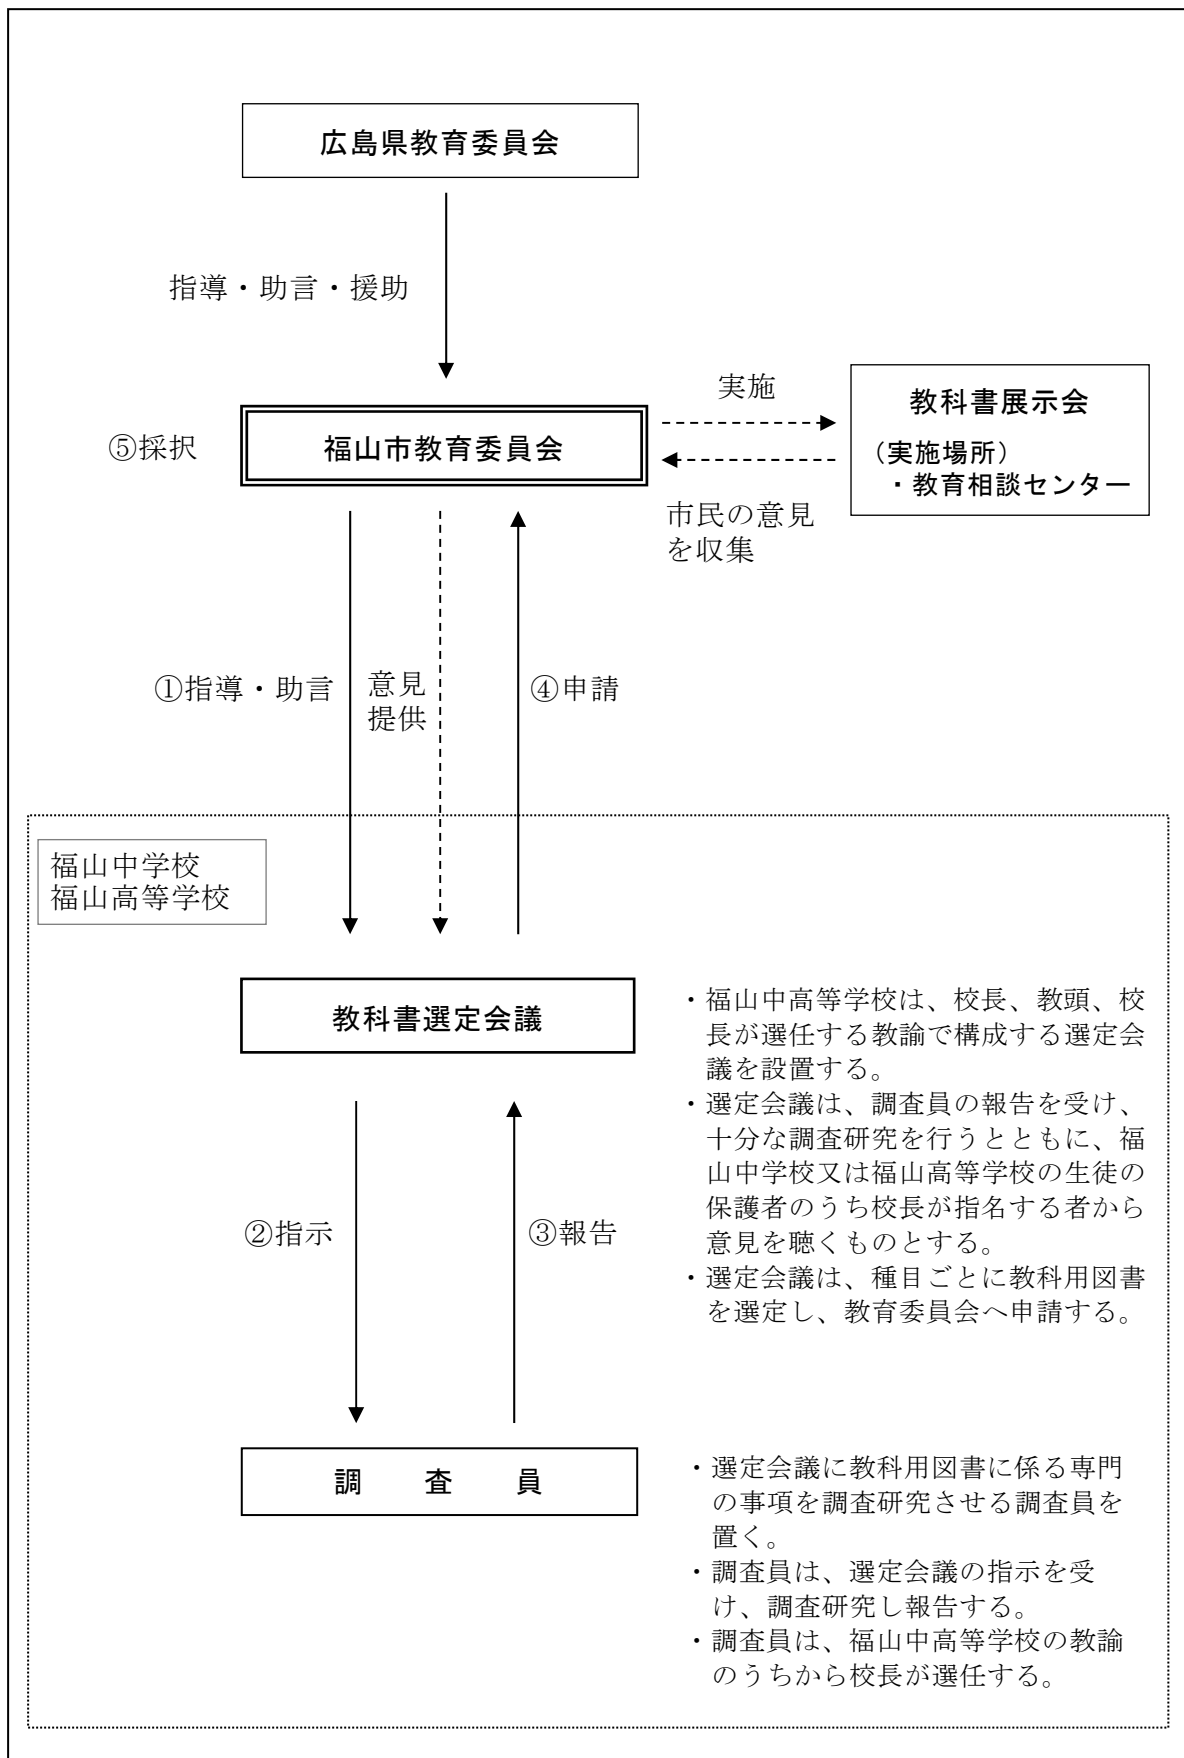 広島県教育委員会
指導・助言・援助
実施
教科書展示会
（実施場所）
・教育相談センター
⑤採択
福山市教育委員会
市民の意見
を収集
①指導・助言
意見
提供
④申請
福山中学校
福山高等学校
教科書選定会議
・福山中高等学校は、校長、教頭、校
長が選任する教諭で構成する選定会
議を設置する。
・選定会議は、調査員の報告を受け、
十分な調査研究を行うとともに、福
山中学校又は福山高等学校の生徒の
保護者のうち校長が指名する者から
意見を聴くものとする。
・選定会議は、種目ごとに教科用図書
を選定し、教育委員会へ申請する。
②指示
③報告
調　査　員
・選定会議に教科用図書に係る専門
の事項を調査研究させる調査員を
置く。
・調査員は、選定会議の指示を受
け、調査研究し報告する。
・調査員は、福山中高等学校の教諭
のうちから校長が選任する。